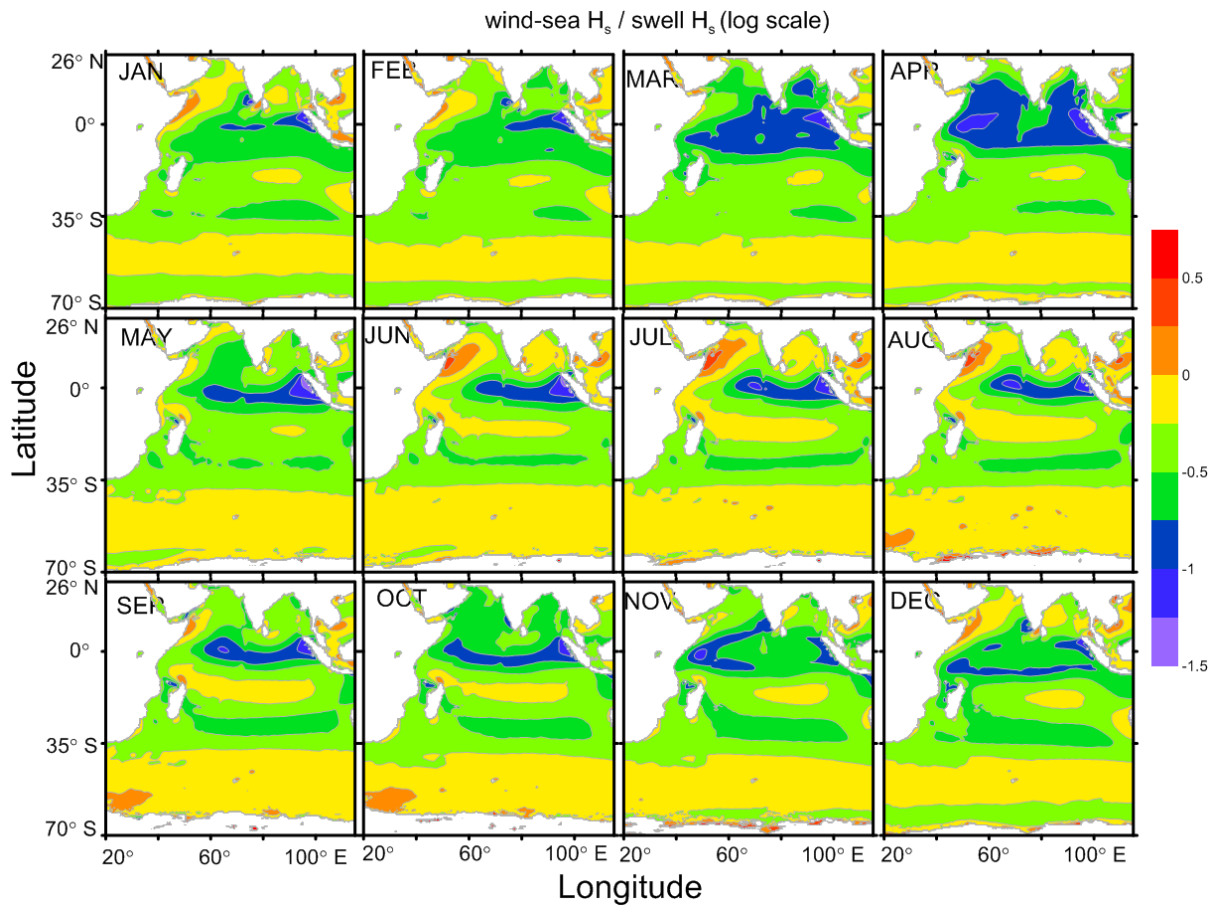 wind-sea Hs / swell Hs (log scale)
26° N JAN FEB MAR APR
0°
35° S
70° S
26° N MAY JUN JUL AUG
0°
35° S
70° S
26° N SEP OCT NOV DEC
0°
35° S
70° S
20° 60° 100° E 20° 60° 100° E 20° 60° 100° E 20° 60° 100° E
Latitude
Longitude
0.5
0
-0.5
-1
-1.5